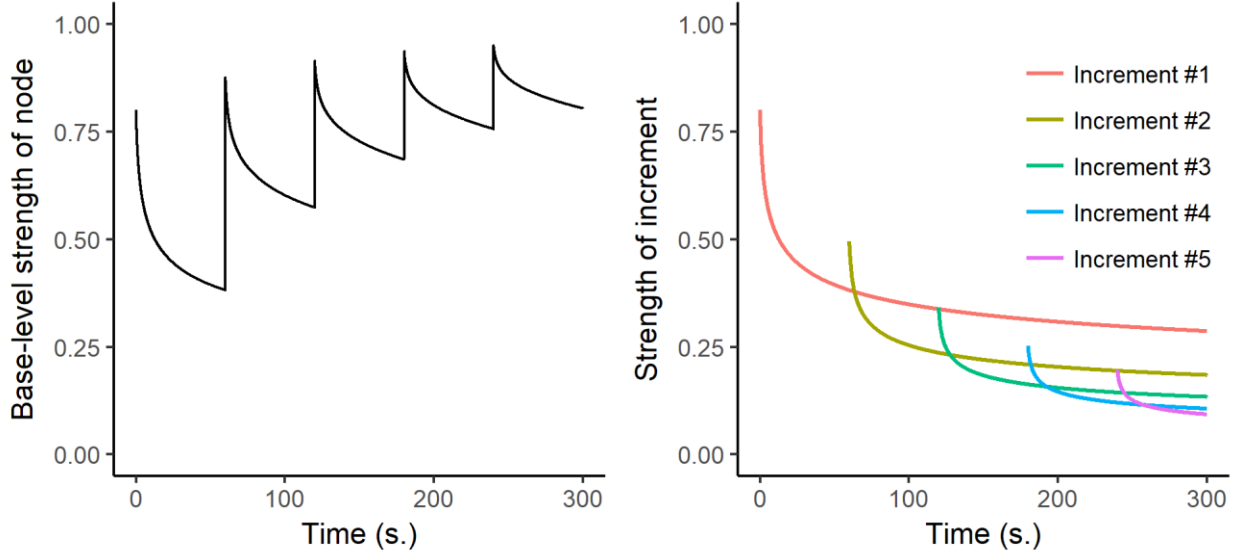 Base-level strength of node
1.00
0.75
0.50
0.25
0.00
0
100
200
300
Time (s.)
Strength of increment
1.00
0.75
0.50
0.25
0.00
0
100
200
300
Time (s.)
Increment #1
Increment #2
Increment #3
Increment #4
Increment #5